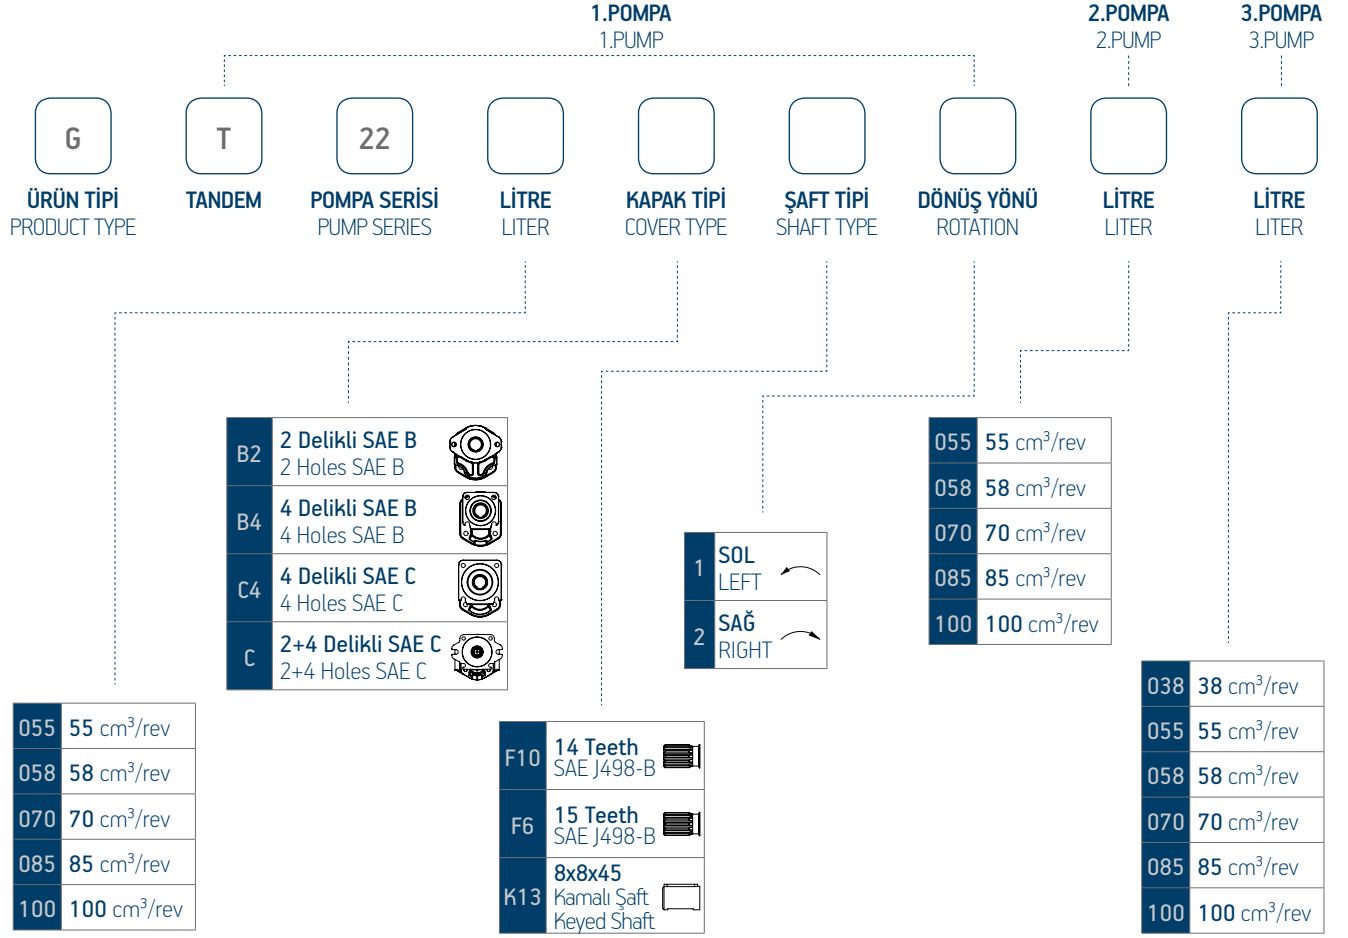 1.POMPA
1.PUMP
2.POMPA
2.PUMP
3.POMPA
3.PUMP
G
T
22
ÜRÜN TİPİ
PRODUCT TYPE
TANDEM
POMPA SERİSİ
PUMP SERIES
LİTRE
LITER
KAPAK TİPİ
COVER TYPE
ŞAFT TİPİ
SHAFT TYPE
DÖNÜŞ YÖNÜ
ROTATION
LİTRE
LITER
LİTRE
LITER
055 55 cm³/rev
058 58 cm³/rev
070 70 cm³/rev
085 85 cm³/rev
100 100 cm³/rev
B2 2 Delikli SAE B
2 Holes SAE B
B4 4 Delikli SAE B
4 Holes SAE B
C4 4 Delikli SAE C
4 Holes SAE C
C 2+4 Delikli SAE C
2+4 Holes SAE C
F10 14 Teeth
SAE J498-B
F6 15 Teeth
SAE J498-B
K13 8x8x45
Kamalı Şaft
Keyed Shaft
1 SOL
LEFT
2 SAĞ
RIGHT
055 55 cm³/rev
058 58 cm³/rev
070 70 cm³/rev
085 85 cm³/rev
100 100 cm³/rev
038 38 cm³/rev
055 55 cm³/rev
058 58 cm³/rev
070 70 cm³/rev
085 85 cm³/rev
100 100 cm³/rev